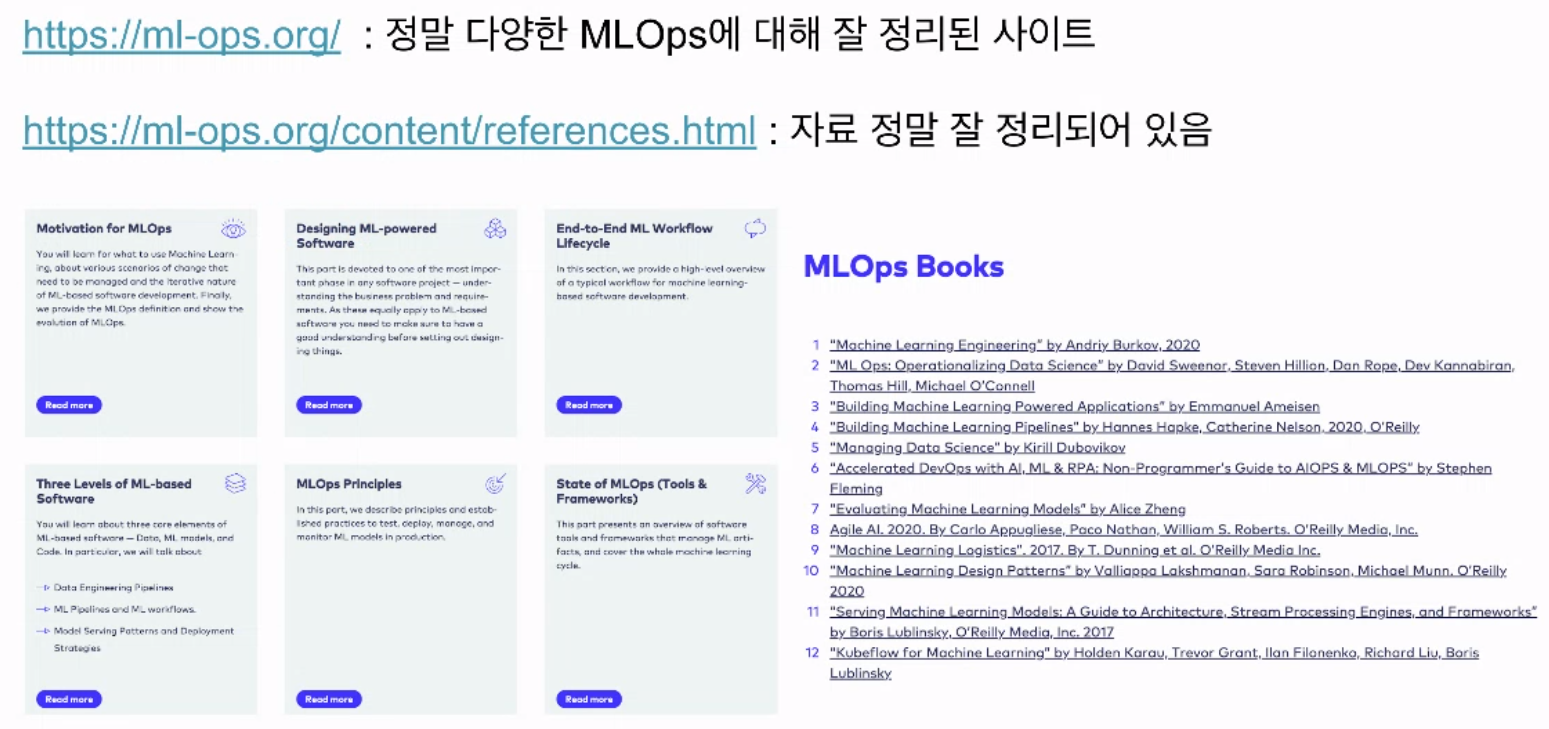 https://ml-ops.org/ : 정말 다양한 MLOps에 대해 잘 정리된 사이트
https://ml-ops.org/content/references.html : 자료 정말 잘 정리되어 있음
Motivation for MLOps
You will learn for what to use Machine Learn-
ing, about various scenarios of change that
need to be managed and the iterative nature
of ML-based software development. Finally,
we provide the MLOps definition and show the
evolution of MLOps.
Read more
Designing ML-powered
Software
This part is devoted to one of the most impor-
tant phase in any software project — under-
standing the business problem and require-
ments. As these equally apply to ML-based
software you need to make sure to have a
good understanding before setting out design-
ing things.
Read more
End-to-End ML Workflow
Lifecycle
In this section, we provide a high-level overview
of a typical workflow for machine learning-
based software development.
Read more
Three Levels of ML-based
Software
You will learn about three core elements of
ML-based software — Data, ML models, and
Code. In particular, we will talk about
Data Engineering Pipelines
ML Pipelines and ML workflows.
Model Serving Patterns and Deployment
Strategies
Read more
MLOps Principles
In this part, we describe principles and estab-
lished practices to test, deploy, manage, and
monitor ML models in production.
Read more
State of MLOps (Tools &
Frameworks)
This part presents an overview of software
tools and frameworks that manage ML arti-
facts, and cover the whole machine learning
cycle.
Read more
MLOps Books
1 "Machine Learning Engineering" by Andriy Burkov, 2020
2 "ML Ops: Operationalizing Data Science" by David Sweenor, Steven Hillion, Dan Rope, Dev Kannabiran,
Thomas Hill, Michael O'Connell
3 "Building Machine Learning Powered Applications" by Emmanuel Ameisen
4 "Building Machine Learning Pipelines" by Hannes Hapke, Catherine Nelson, 2020, O'Reilly
5 "Managing Data Science" by Kirill Dubovikov
6 "Accelerated DevOps with AI, ML & RPA: Non-Programmer's Guide to AIOPS & MLOPS" by Stephen
Fleming
7 "Evaluating Machine Learning Models" by Alice Zheng
8 Agile AI. 2020. By Carlo Appugliese, Paco Nathan, William S. Roberts. O'Reilly Media, Inc.
9 "Machine Learning Logistics". 2017. By T. Dunning et al. O'Reilly Media Inc.
10 "Machine Learning Design Patterns" by Valliappa Lakshmanan, Sara Robinson, Michael Munn. O'Reilly
2020
11 "Serving Machine Learning Models: A Guide to Architecture, Stream Processing Engines, and Frameworks"
by Boris Lublinsky, O'Reilly Media, Inc. 2017
12 "Kubeflow for Machine Learning" by Holden Karau, Trevor Grant, Ilan Filonenko, Richard Liu, Boris
Lublinsky